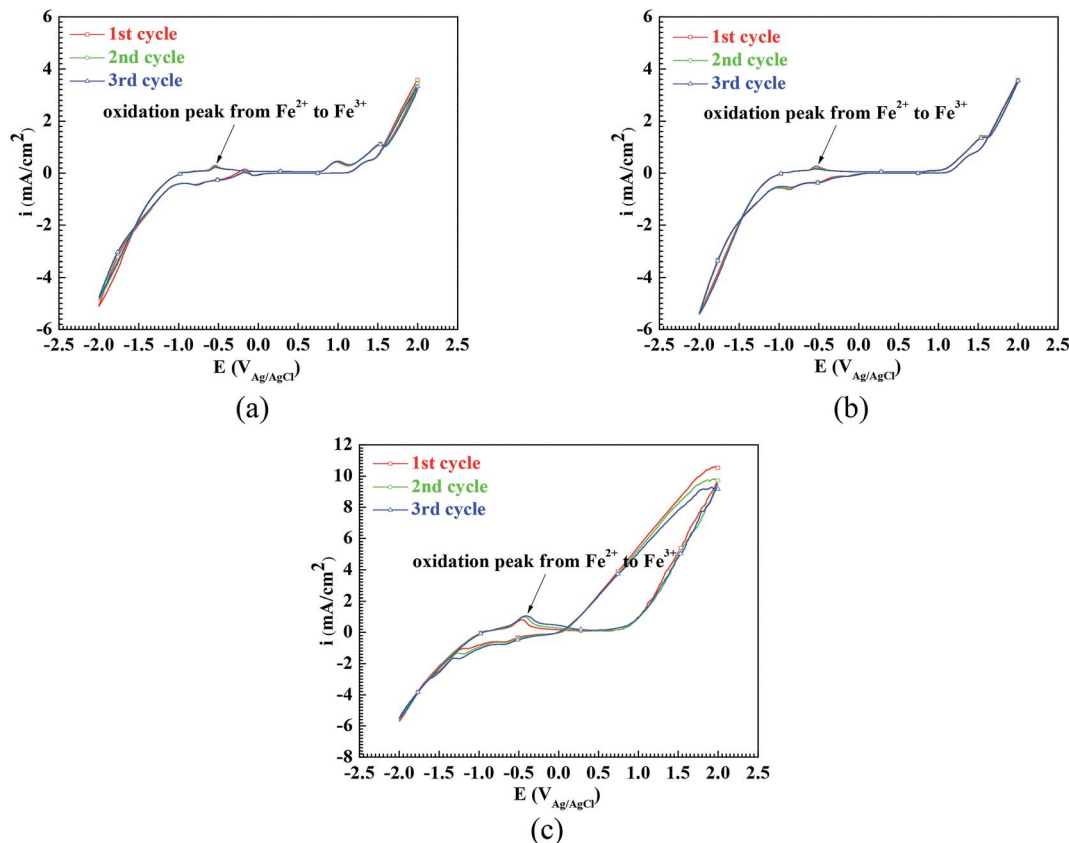 6
4
2
0
-2
-4
-6
i (mA/cm²)
1st cycle
2nd cycle
3rd cycle
oxidation peak from Fe²⁺ to Fe³⁺
-2.5 -2.0 -1.5 -1.0 -0.5 0.0 0.5 1.0 1.5 2.0 2.5
E (V Ag/AgCl)
(a)
6
4
2
0
-2
-4
-6
i (mA/cm²)
1st cycle
2nd cycle
3rd cycle
oxidation peak from Fe²⁺ to Fe³⁺
-2.5 -2.0 -1.5 -1.0 -0.5 0.0 0.5 1.0 1.5 2.0 2.5
E (V Ag/AgCl)
(b)
12
10
8
6
4
2
0
-2
-4
-6
-8
i (mA/cm²)
1st cycle
2nd cycle
3rd cycle
oxidation peak from Fe²⁺ to Fe³⁺
-2.5 -2.0 -1.5 -1.0 -0.5 0.0 0.5 1.0 1.5 2.0 2.5
E (V Ag/AgCl)
(c)